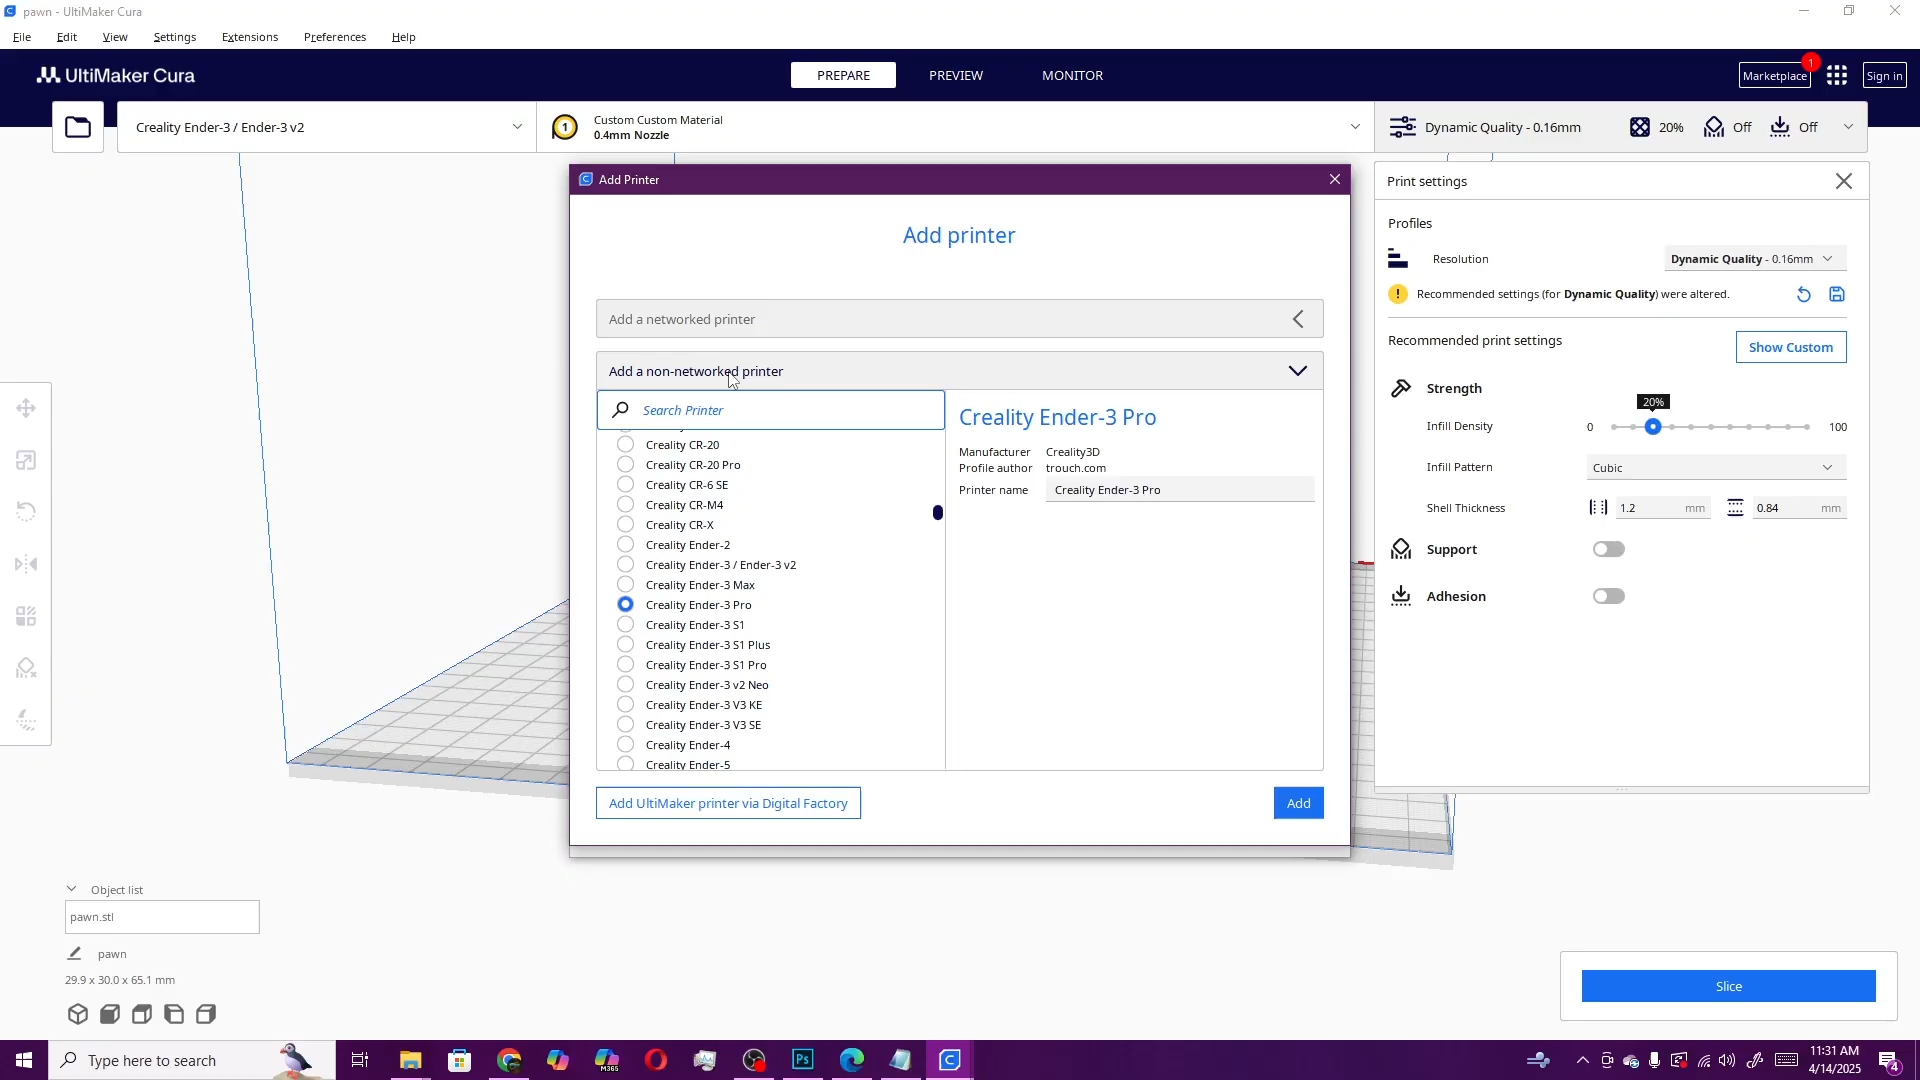 pawn - UltiMaker Cura
File Edit View Settings Extensions Preferences Help
UltiMaker Cura
PREPARE PREVIEW MONITOR
Marketplace 1 Sign in
Creality Ender-3 / Ender-3 v2
1 Custom Custom Material
0.4mm Nozzle
Dynamic Quality - 0.16mm 20% Off Off
Add Printer
Add printer
Add a networked printer
Add a non-networked printer
Search Printer
Creality CR-20
Creality CR-20 Pro
Creality CR-6 SE
Creality CR-M4
Creality CR-X
Creality Ender-2
Creality Ender-3 / Ender-3 v2
Creality Ender-3 Max
Creality Ender-3 Pro
Creality Ender-3 S1
Creality Ender-3 S1 Plus
Creality Ender-3 S1 Pro
Creality Ender-3 v2 Neo
Creality Ender-3 V3 KE
Creality Ender-3 V3 SE
Creality Ender-4
Creality Ender-5
Creality Ender-3 Pro
Manufacturer Creality3D
Profile author trouch.com
Printer name Creality Ender-3 Pro
Add UltiMaker printer via Digital Factory
Add
Print settings
Profiles
Resolution Dynamic Quality - 0.16mm
Recommended settings (for Dynamic Quality) were altered.
Recommended print settings
Show Custom
Strength
20%
Infill Density 0 100
Infill Pattern Cubic
Shell Thickness 1.2 mm 0.84 mm
Support
Adhesion
Object list
pawn.stl
pawn
29.9 x 30.0 x 65.1 mm
Slice
Type here to search
M365
Ps
11:31 AM
4/14/2025
4